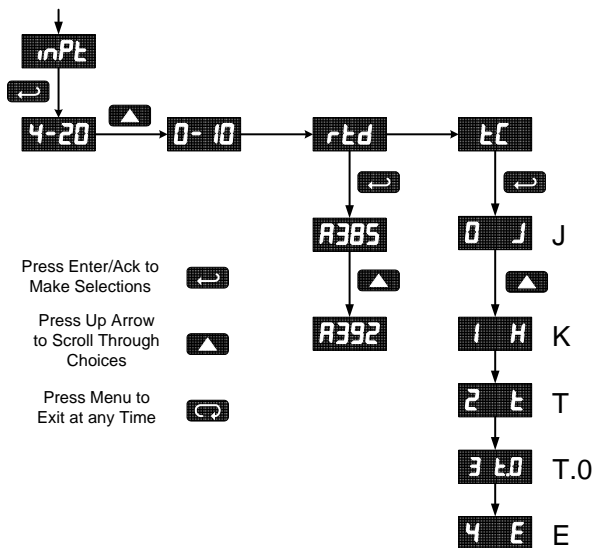 inPt
4-20
0-10
rtd
tC
A385
0 J
J
Press Enter/Ack to
Make Selections
Press Up Arrow
to Scroll Through
Choices
A392
1 H
K
Press Menu to
Exit at any Time
2 t
T
3 t.0
T.0
4 E
E